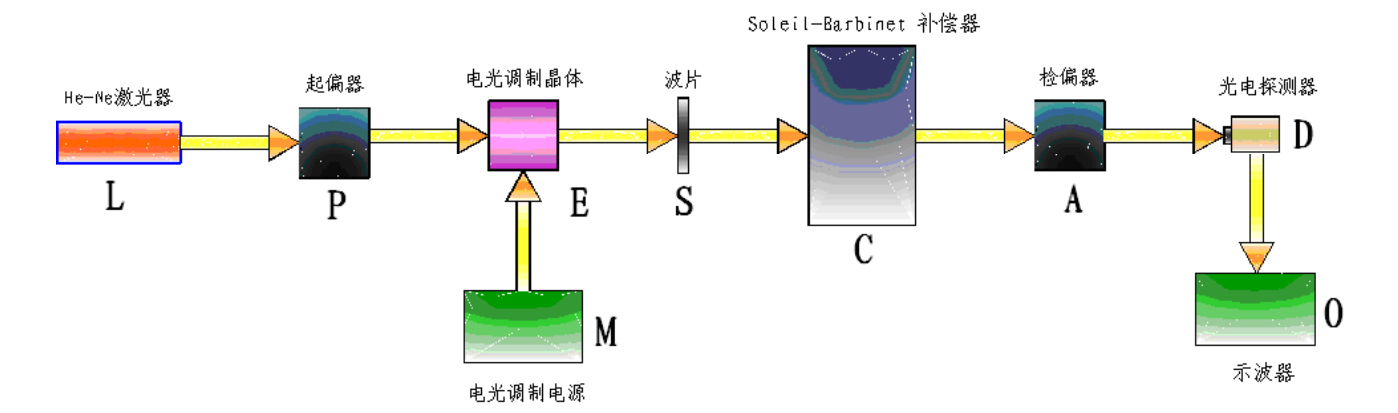 Soleil-Barbinet 补偿器
He-Ne激光器
起偏器
电光调制晶体
波片
检偏器
光电探测器
L
P
E
S
C
A
D
M
O
电光调制电源
示波器